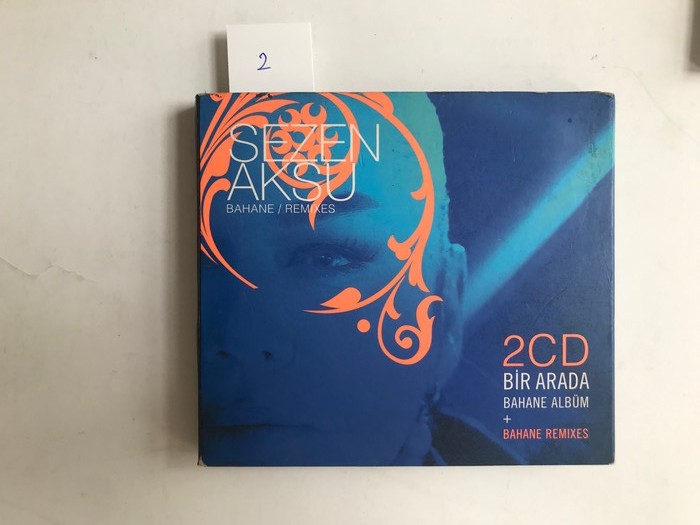 2
SEZEN
AKSU
BAHANE / REMIXES
2CD
BİR ARADA
BAHANE ALBÜM
+
BAHANE REMIXES